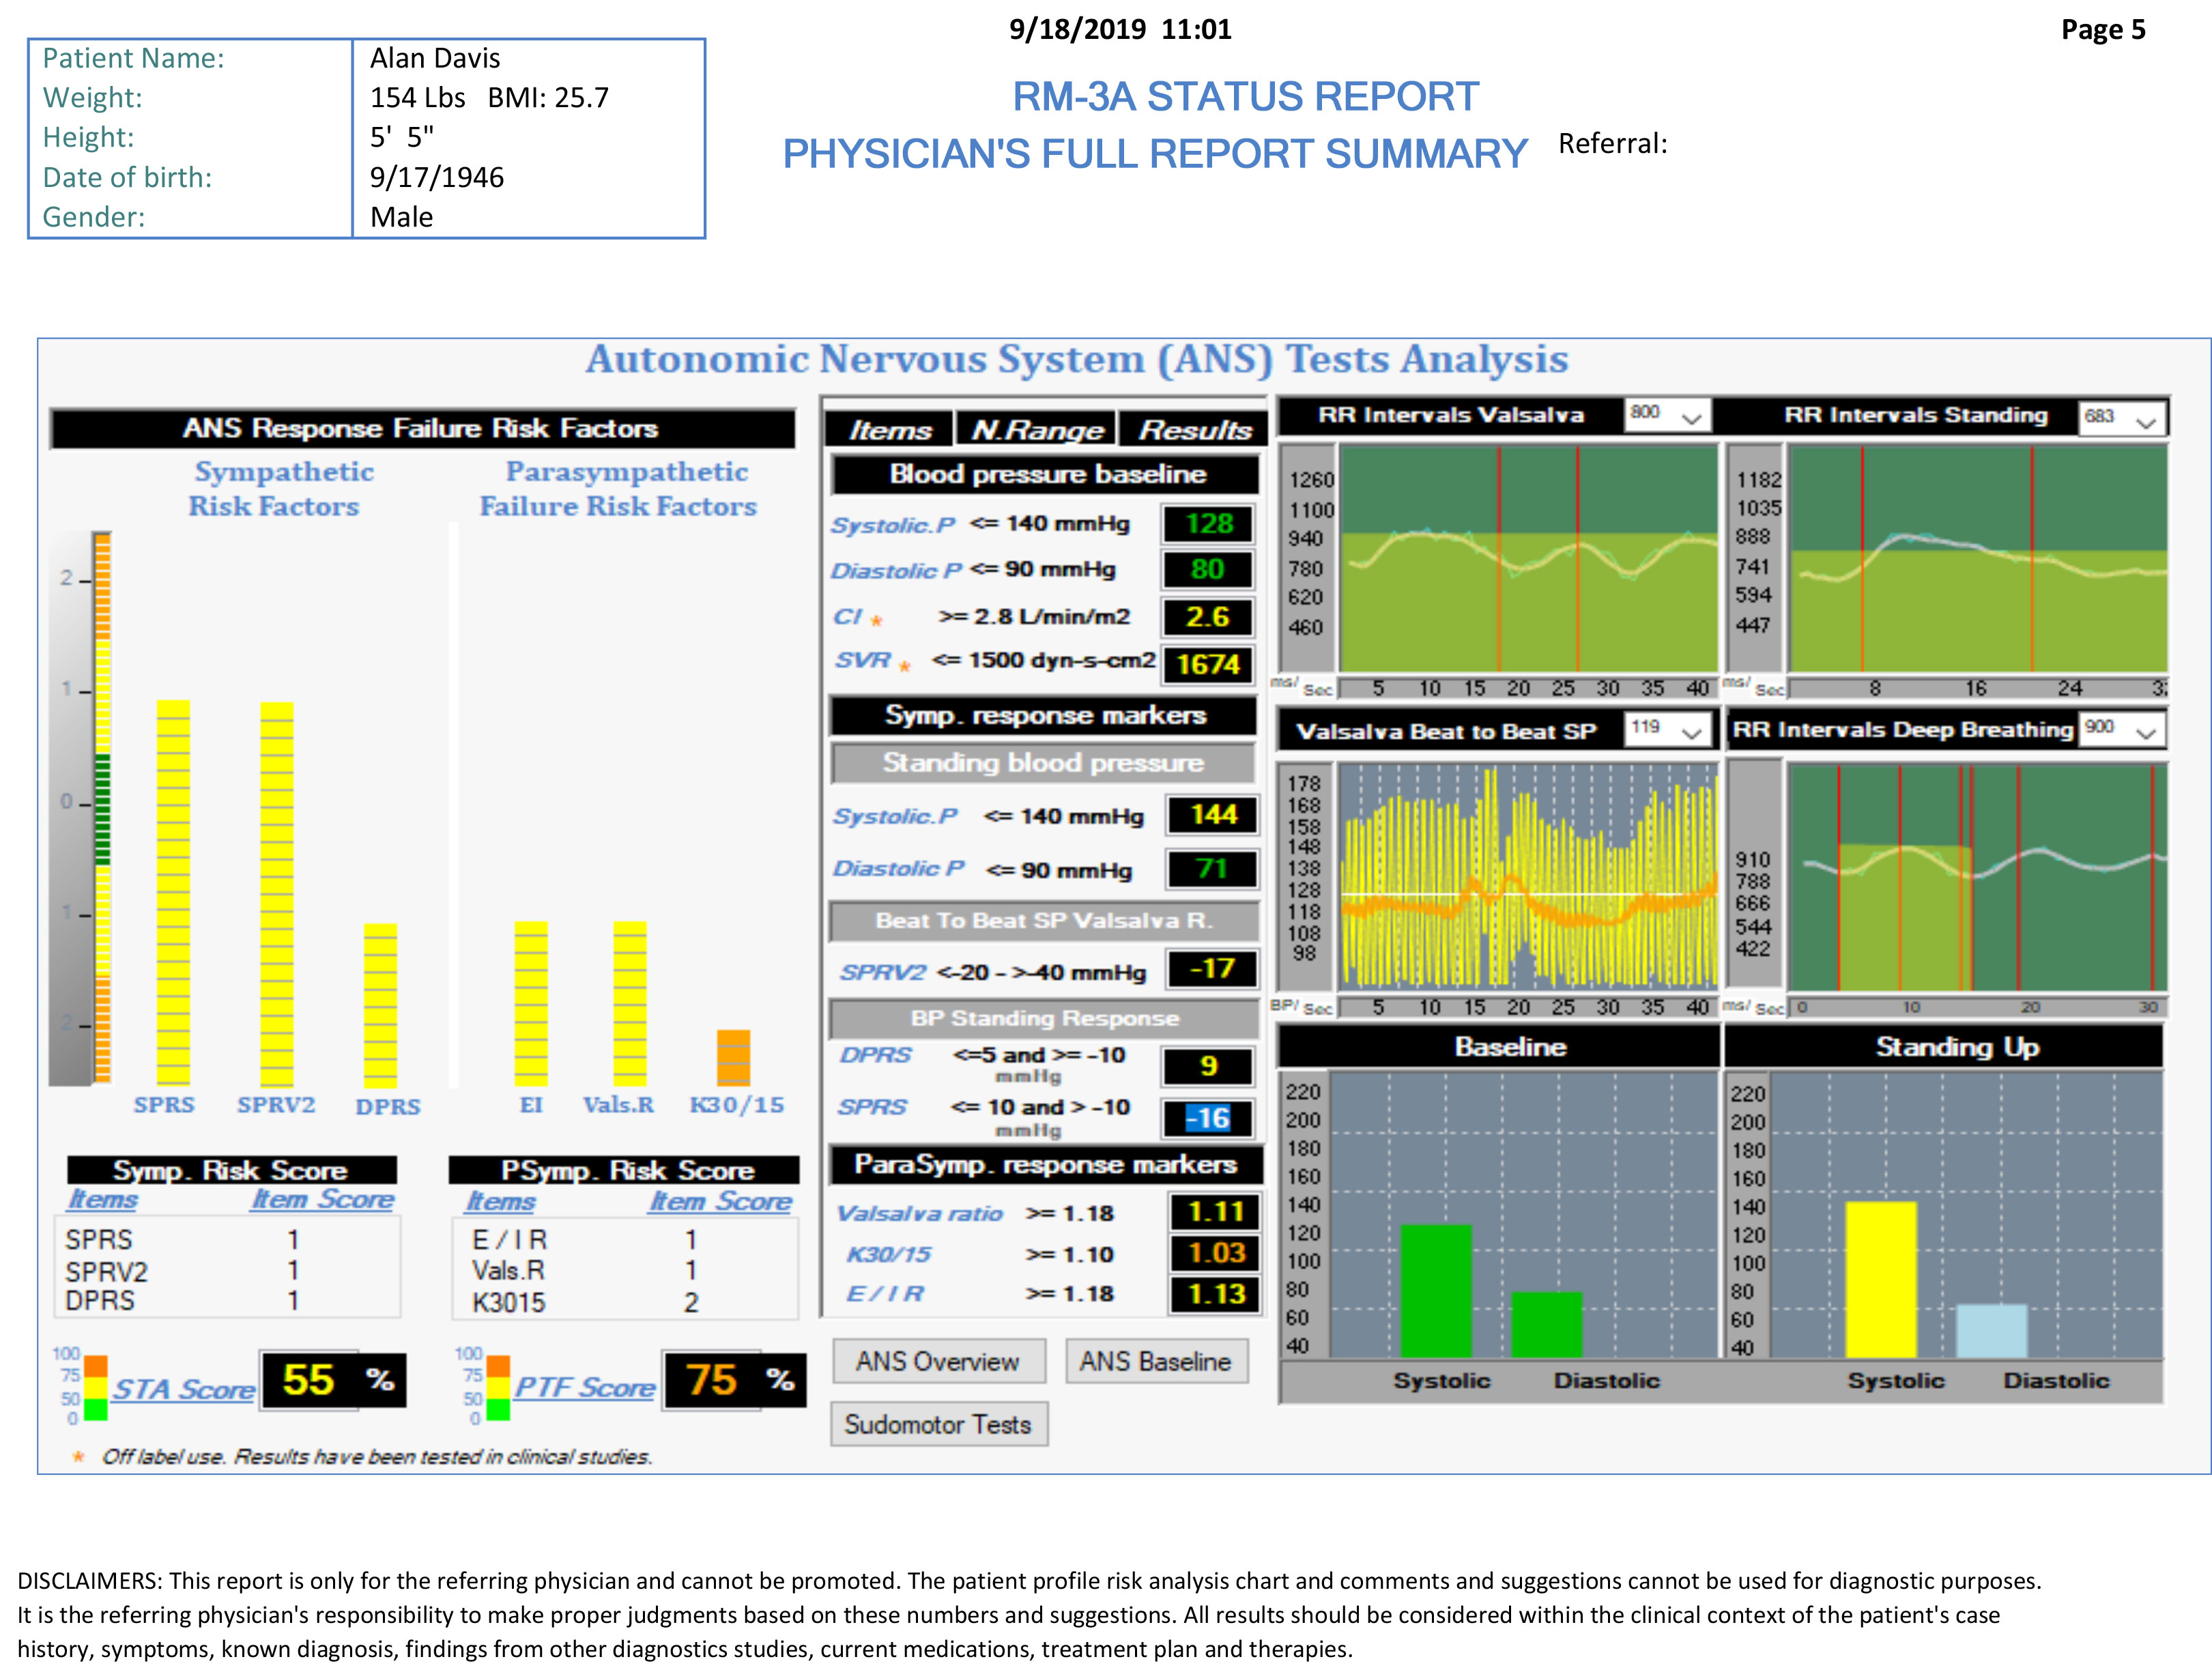 9/18/2019 11:01
Page 5
Patient Name: Alan Davis
Weight: 154 Lbs BMI: 25.7
Height: 5' 5"
Date of birth: 9/17/1946
Gender: Male
RM-3A STATUS REPORT
PHYSICIAN'S FULL REPORT SUMMARY
Referral:
Autonomic Nervous System (ANS) Tests Analysis
ANS Response Failure Risk Factors
Sympathetic
Risk Factors
Parasympathetic
Failure Risk Factors
2
1
0
1
2
SPRS SPRV2 DPRS
EI Vals.R K30/15
Symp. Risk Score
Items Item Score
SPRS 1
SPRV2 1
DPRS 1
PSymp. Risk Score
Items Item Score
E / I R 1
Vals.R 1
K3015 2
100
75
50
0
STA Score 55 %
100
75
50
0
PTF Score 75 %
* Off label use. Results have been tested in clinical studies.
Items N.Range Results
Blood pressure baseline
Systolic.P <= 140 mmHg 128
Diastolic P <= 90 mmHg 80
CI * >= 2.8 L/min/m2 2.6
SVR * <= 1500 dyn-s-cm2 1674
Symp. response markers
Standing blood pressure
Systolic.P <= 140 mmHg 144
Diastolic P <= 90 mmHg 71
Beat To Beat SP Valsalva R.
SPRV2 <-20 - >-40 mmHg -17
BP Standing Response
DPRS <=5 and >= -10 mmHg 9
SPRS <= 10 and > -10 mmHg -16
ParaSymp. response markers
Valsalva ratio >= 1.18 1.11
K30/15 >= 1.10 1.03
E / I R >= 1.18 1.13
ANS Overview ANS Baseline
Sudomotor Tests
RR Intervals Valsalva 800
1260
1100
940
780
620
460
ms/ Sec 5 10 15 20 25 30 35 40
RR Intervals Standing 683
1182
1035
888
741
594
447
ms/ Sec 8 16 24
Valsalva Beat to Beat SP 119
178
168
158
148
138
128
118
108
98
BP/ Sec 5 10 15 20 25 30 35 40
RR Intervals Deep Breathing 900
910
788
666
544
422
ms/ Sec 0 10 20 30
Baseline
220
200
180
160
140
120
100
80
60
40
Systolic Diastolic
Standing Up
220
200
180
160
140
120
100
80
60
40
Systolic Diastolic
DISCLAIMERS: This report is only for the referring physician and cannot be promoted. The patient profile risk analysis chart and comments and suggestions cannot be used for diagnostic purposes.
It is the referring physician's responsibility to make proper judgments based on these numbers and suggestions. All results should be considered within the clinical context of the patient's case
history, symptoms, known diagnosis, findings from other diagnostics studies, current medications, treatment plan and therapies.